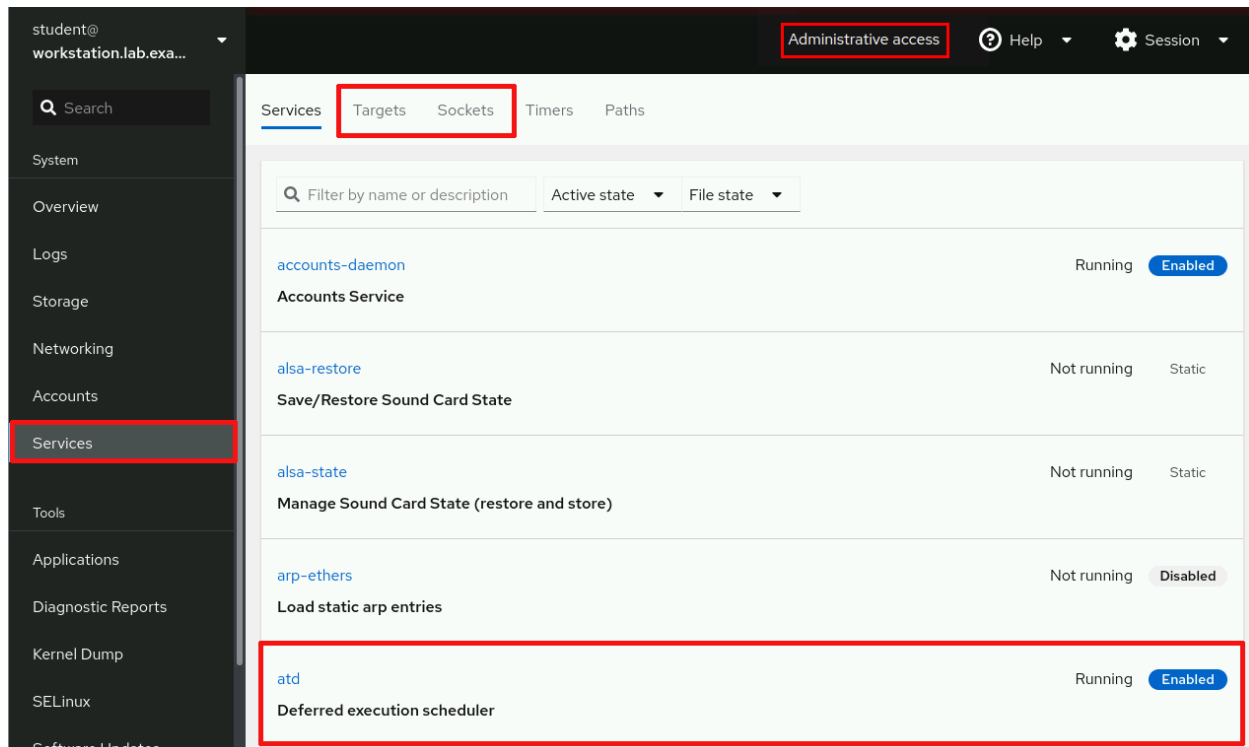 student@
workstation.lab.exa...
Administrative access
Help
Session
Search
System
Overview
Logs
Storage
Networking
Accounts
Services
Tools
Applications
Diagnostic Reports
Kernel Dump
SELinux
Software Updates
Services Targets Sockets Timers Paths
Filter by name or description Active state File state
accounts-daemon Running Enabled
Accounts Service
alsa-restore Not running Static
Save/Restore Sound Card State
alsa-state Not running Static
Manage Sound Card State (restore and store)
arp-ethers Not running Disabled
Load static arp entries
atd Running Enabled
Deferred execution scheduler